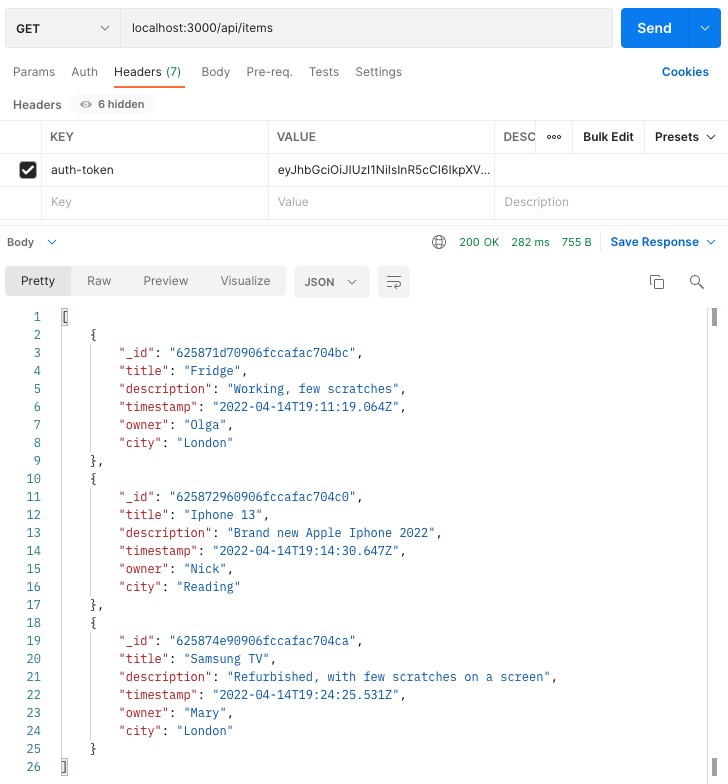 GET localhost:3000/api/items Send
Params Auth Headers (7) Body Pre-req. Tests Settings Cookies
Headers 6 hidden
KEY VALUE DESC ooo Bulk Edit Presets
auth-token eyJhbGciOiJIUzI1NiIsInR5cCI6IkpXV...
Key Value Description
Body 200 OK 282 ms 755 B Save Response
Pretty Raw Preview Visualize JSON
1 [
2 {
3 "_id": "625871d70906fccafac704bc",
4 "title": "Fridge",
5 "description": "Working, few scratches",
6 "timestamp": "2022-04-14T19:11:19.064Z",
7 "owner": "Olga",
8 "city": "London"
9 },
10 {
11 "_id": "625872960906fccafac704c0",
12 "title": "Iphone 13",
13 "description": "Brand new Apple Iphone 2022",
14 "timestamp": "2022-04-14T19:14:30.647Z",
15 "owner": "Nick",
16 "city": "Reading"
17 },
18 {
19 "_id": "625874e90906fccafac704ca",
20 "title": "Samsung TV",
21 "description": "Refurbished, with few scratches on a screen",
22 "timestamp": "2022-04-14T19:24:25.531Z",
23 "owner": "Mary",
24 "city": "London"
25 }
26 ]